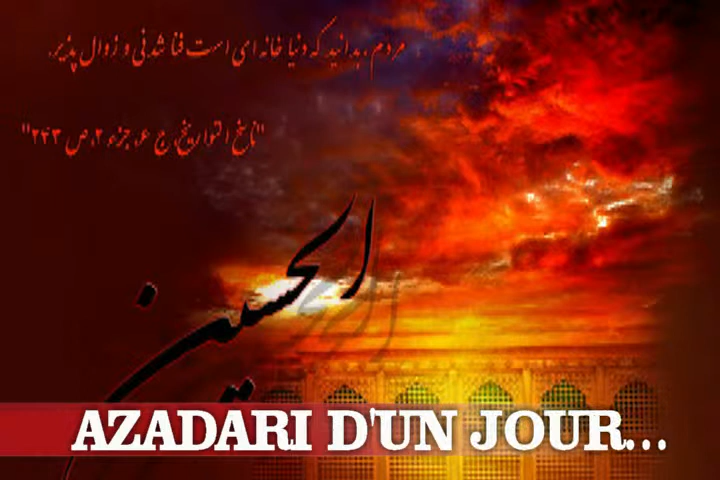 مردم ، بدانید که دنیا خانه ای است فنا شدنی و زوال پذیر.
"ناسخ التواریخ، ج ۶، جزء ۲، ص ۲۴۳"
الحسین
AZADARI D'UN JOUR...